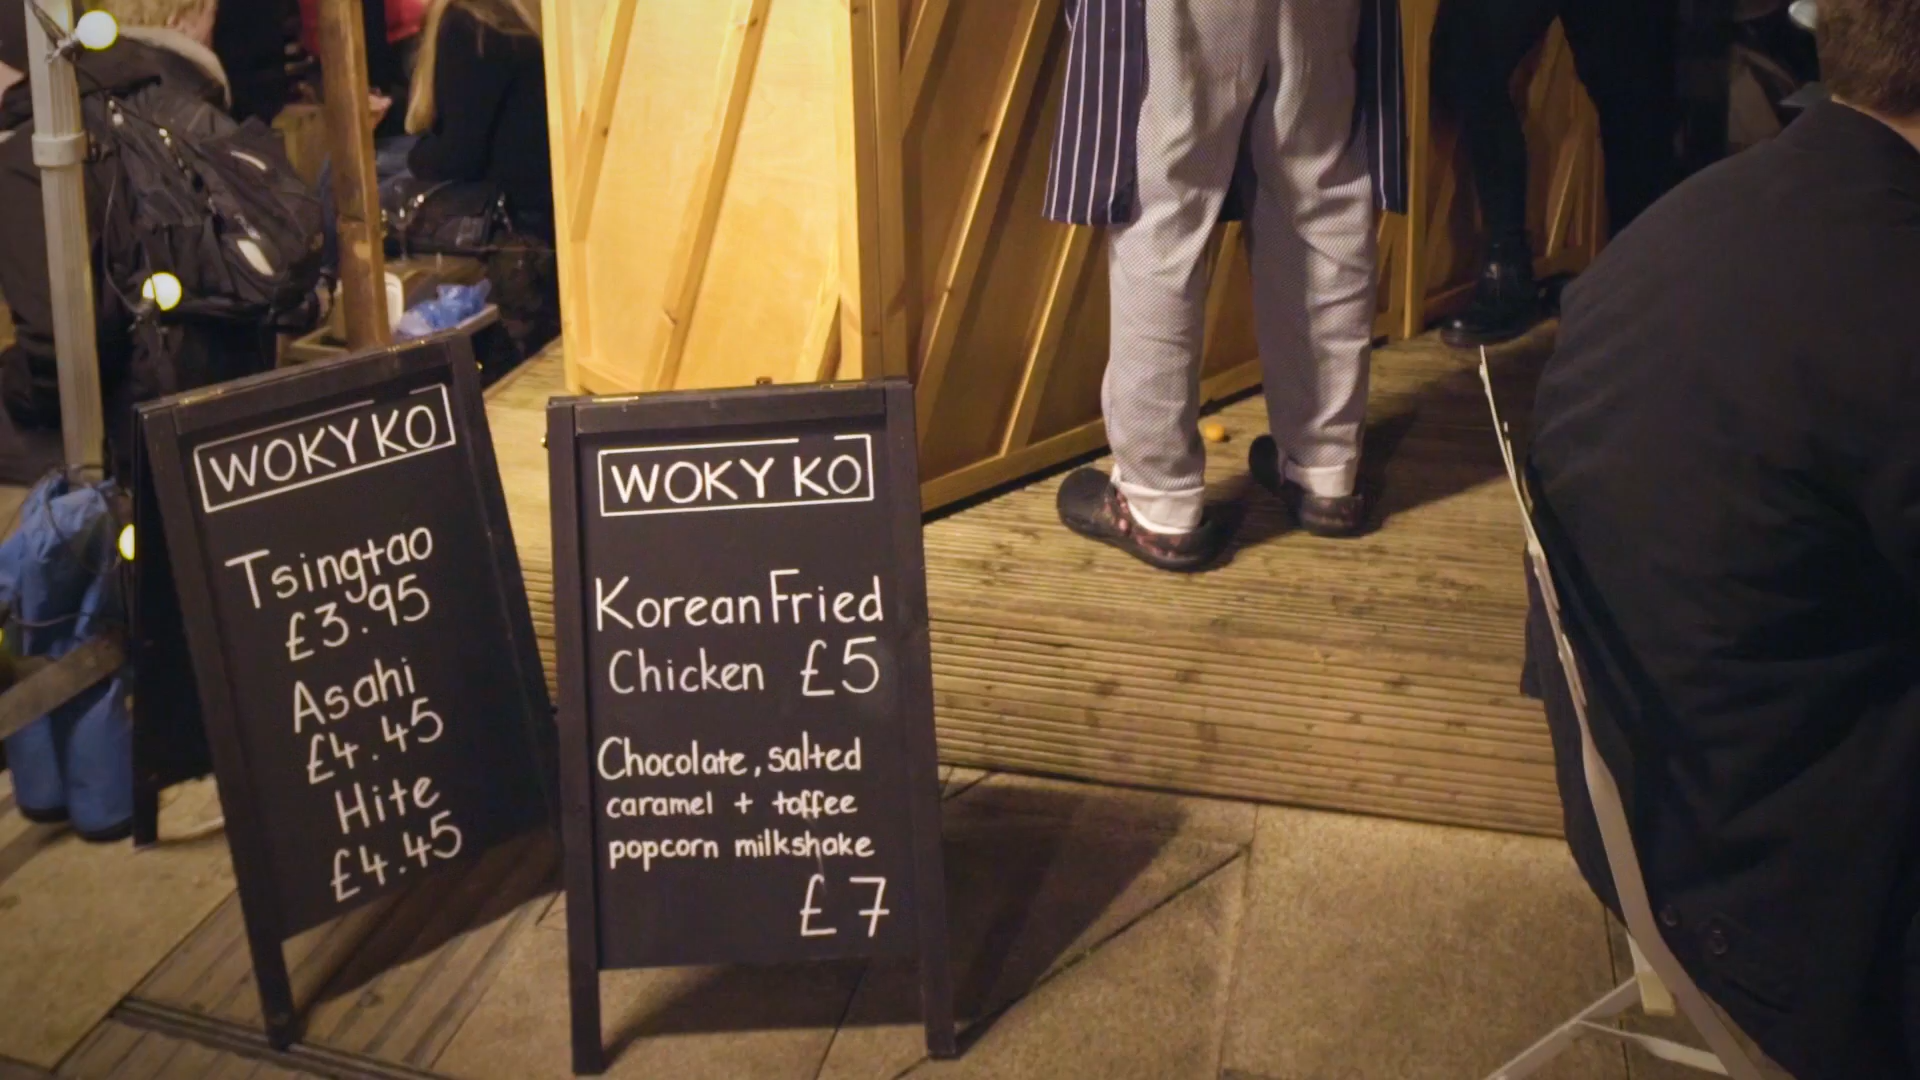 WOKY KO
Tsingtao
£3.95
Asahi
£4.45
Hite
£4.45
WOKY KO
Korean Fried
Chicken £5
Chocolate, salted
caramel + toffee
popcorn milkshake
£7